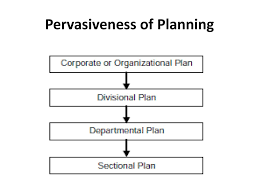 Pervasiveness of Planning
Corporate or Organizational Plan
Divisional Plan
Departmental Plan
Sectional Plan